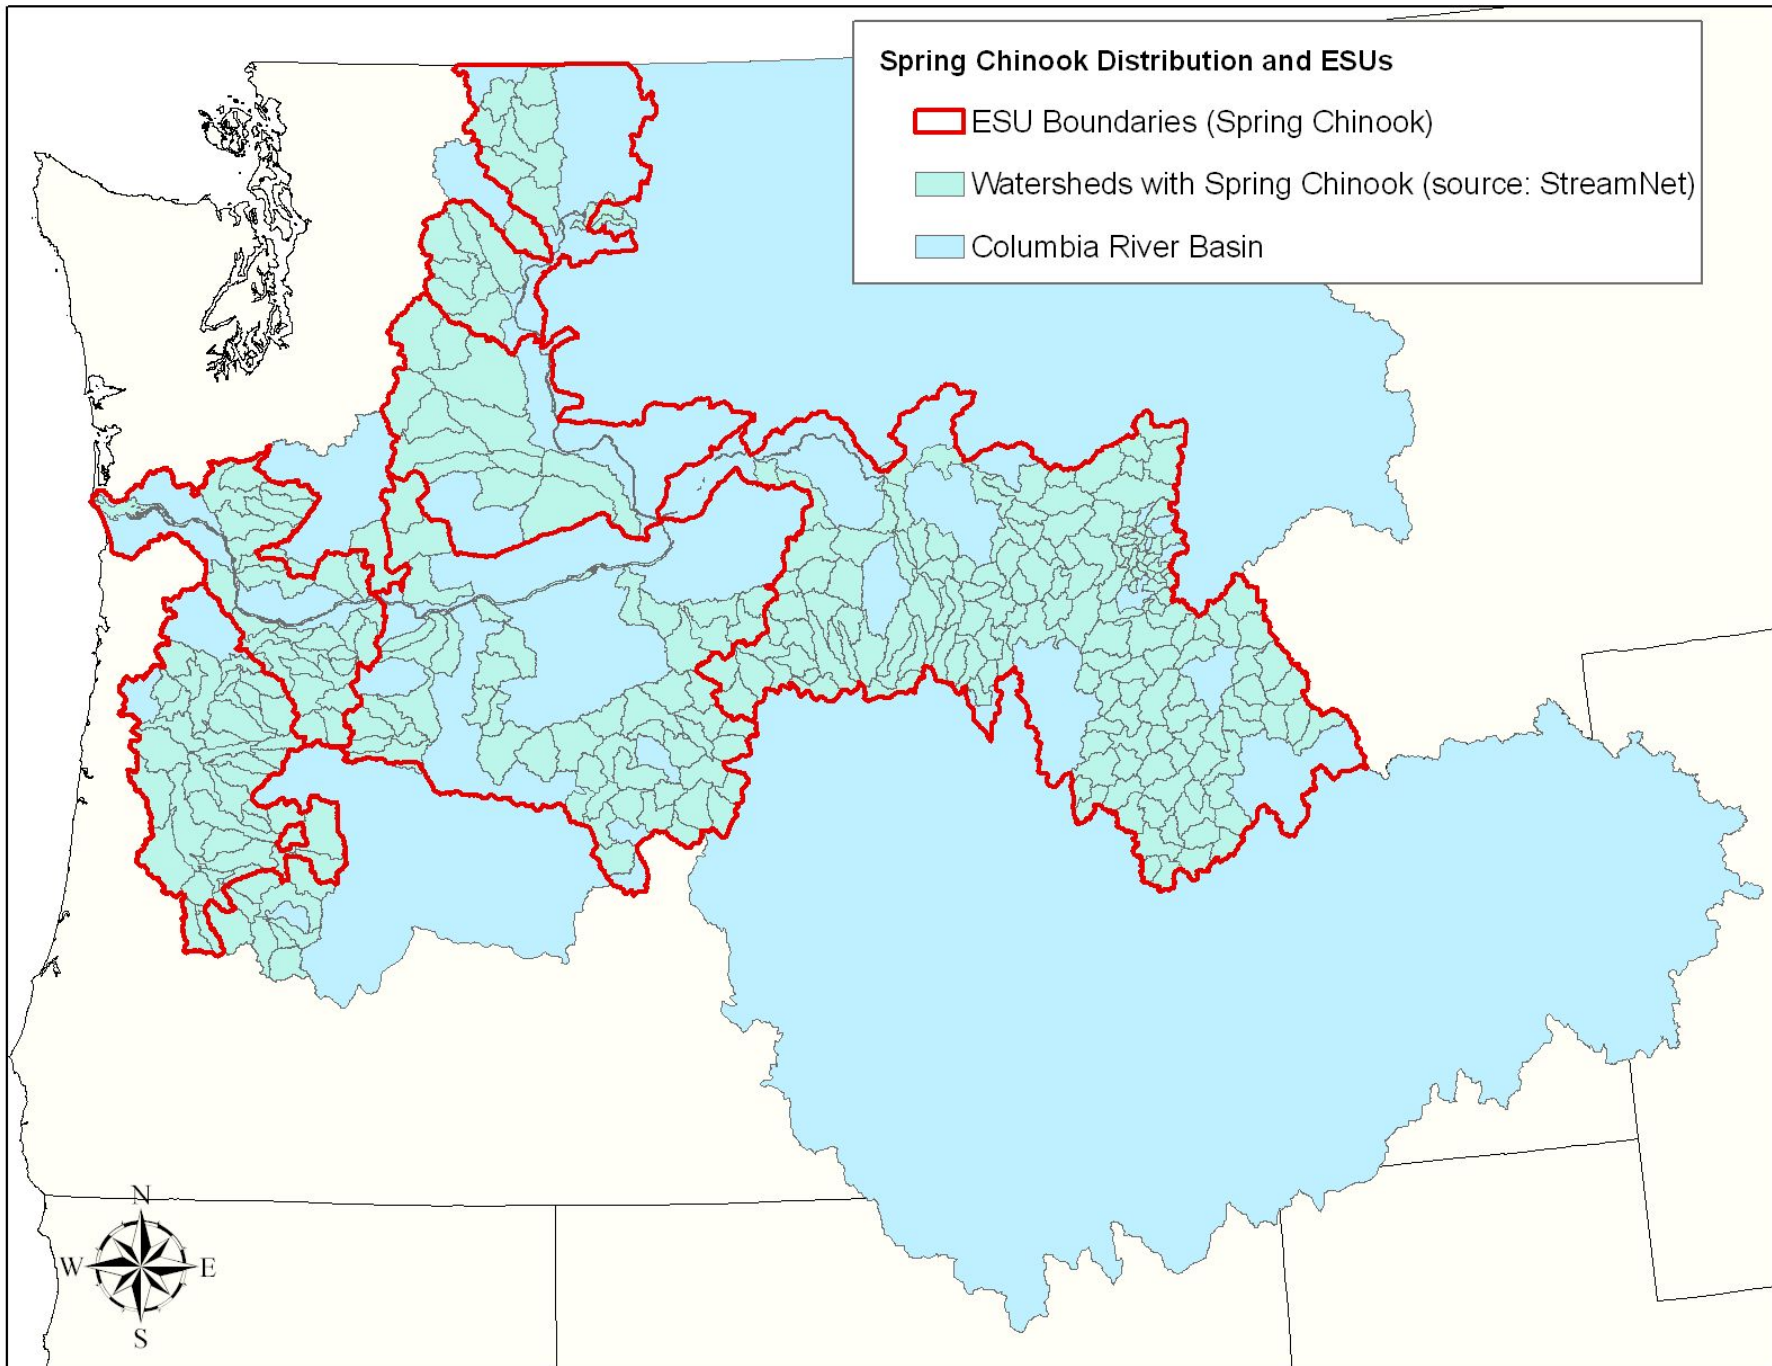 Spring Chinook Distribution and ESUs
ESU Boundaries (Spring Chinook)
Watersheds with Spring Chinook (source: StreamNet)
Columbia River Basin
N
W E
S